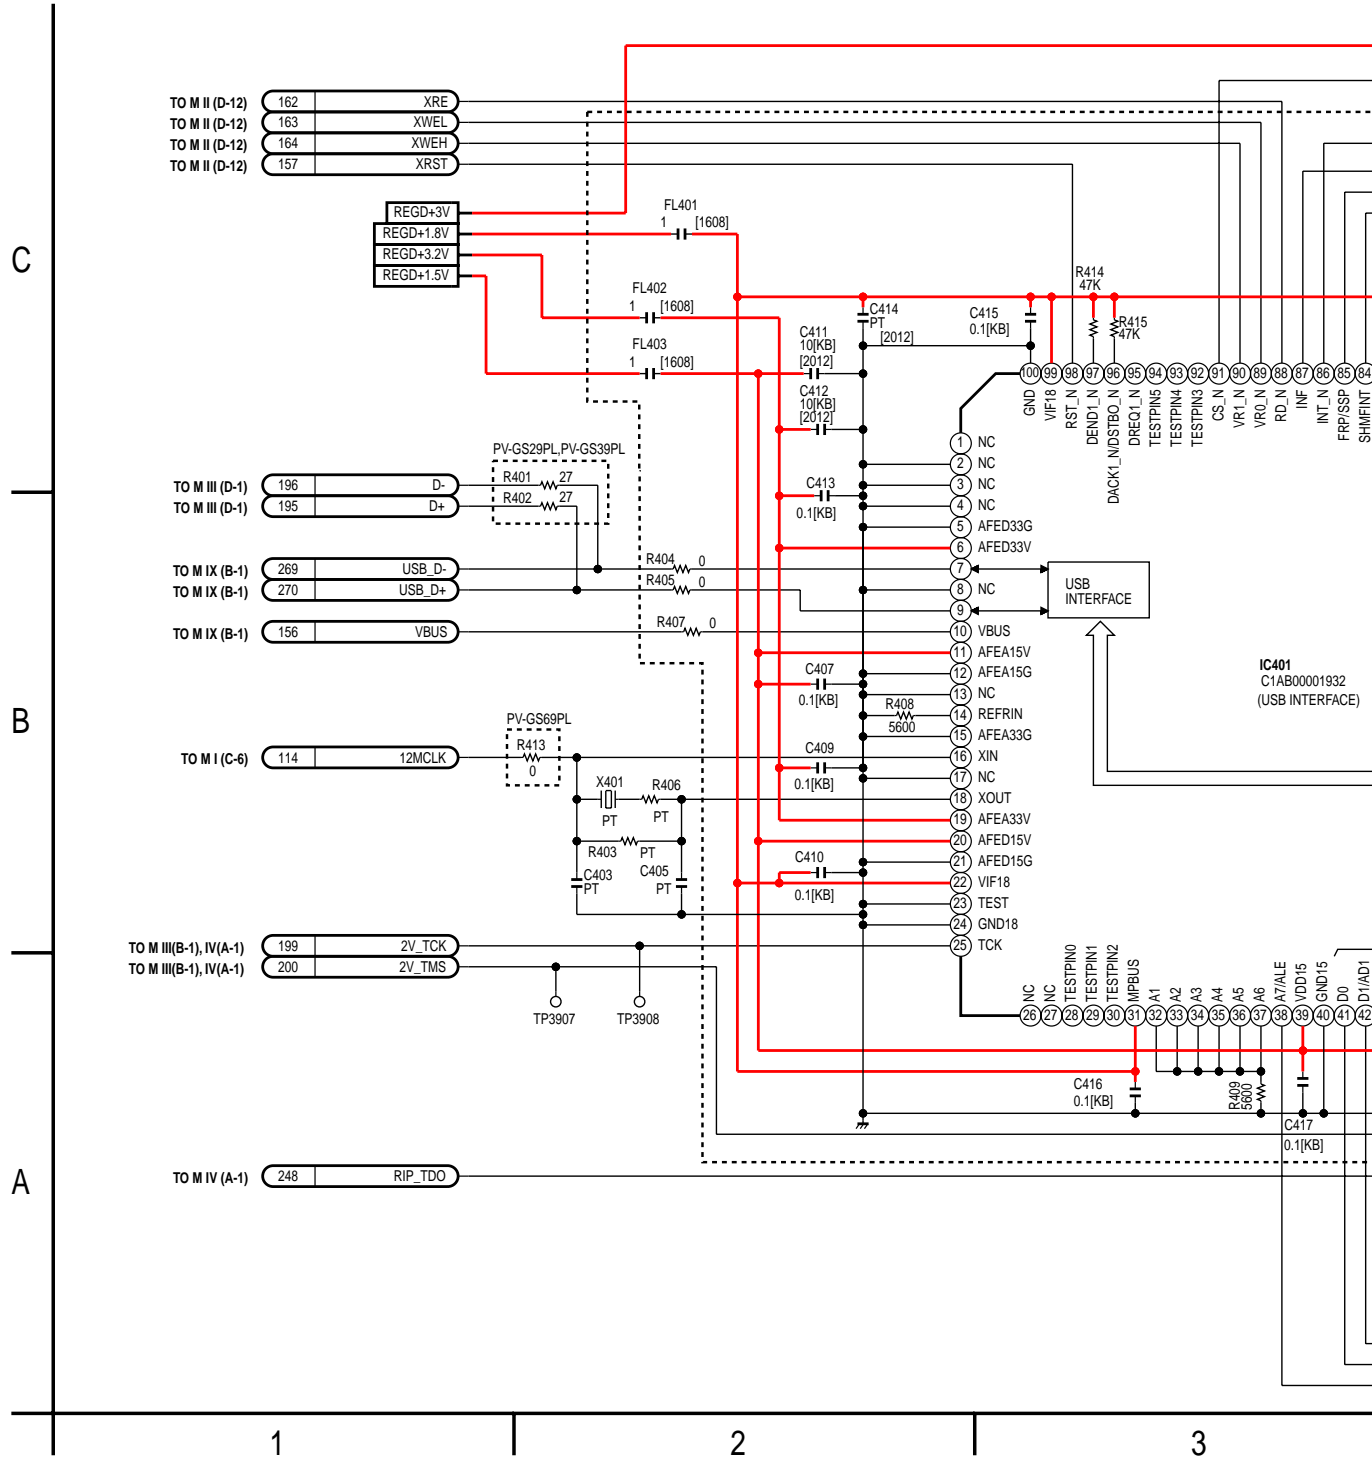 TO M II (D-12) 162 XRE
TO M II (D-12) 163 XWEL
TO M II (D-12) 164 XWEH
TO M II (D-12) 157 XRST
REGD+3V
REGD+1.8V
REGD+3.2V
REGD+1.5V
FL401
1 [1608]
FL402
1 [1608]
FL403
1 [1608]
C
C414
PT
[2012]
C411
10[KB]
[2012]
C412
10[KB]
[2012]
C415
0.1[KB]
R414
47K
R415
47K
100 99 98 97 96 95 94 93 92 91 90 89 88 87 86 85 84
GND
VIF18
RST_N
DEND1_N
DACK1_N/DSTBO_N
DREQ1_N
TESTPIN5
TESTPIN4
TESTPIN3
CS_N
VR1_N
VR0_N
RD_N
INF
INT_N
FRP/SSP
SHMFINT
PV-GS29PL,PV-GS39PL
R401 27
R402 27
TO M III (D-1) 196 D-
TO M III (D-1) 195 D+
C413
0.1[KB]
TO M IX (B-1) 269 USB_D-
TO M IX (B-1) 270 USB_D+
TO M IX (B-1) 156 VBUS
R404 0
R405 0
R407 0
1 NC
2 NC
3 NC
4 NC
5 AFED33G
6 AFED33V
7
8 NC
9
10 VBUS
11 AFEA15V
12 AFEA15G
13 NC
14 REFRIN
15 AFEA33G
16 XIN
17 NC
18 XOUT
19 AFEA33V
20 AFED15V
21 AFED15G
22 VIF18
23 TEST
24 GND18
25 TCK
USB
INTERFACE
IC401
C1AB00001932
(USB INTERFACE)
B
C407
0.1[KB]
R408
5600
C409
0.1[KB]
C410
0.1[KB]
PV-GS69PL
R413
0
TO M I (C-6) 114 12MCLK
X401
PT
R406
PT
R403 PT
C403
PT
C405
PT
TO M III(B-1), IV(A-1) 199 2V_TCK
TO M III(B-1), IV(A-1) 200 2V_TMS
TP3907
TP3908
NC
NC
TESTPIN0
TESTPIN1
TESTPIN2
MPBUS
A1
A2
A3
A4
A5
A6
A7/ALE
VDD15
GND15
D0
D1/AD1
26 27 28 29 30 31 32 33 34 35 36 37 38 39 40 41 42
C416
0.1[KB]
R409
5600
C417
0.1[KB]
A
TO M IV (A-1) 248 RIP_TDO
1 2 3